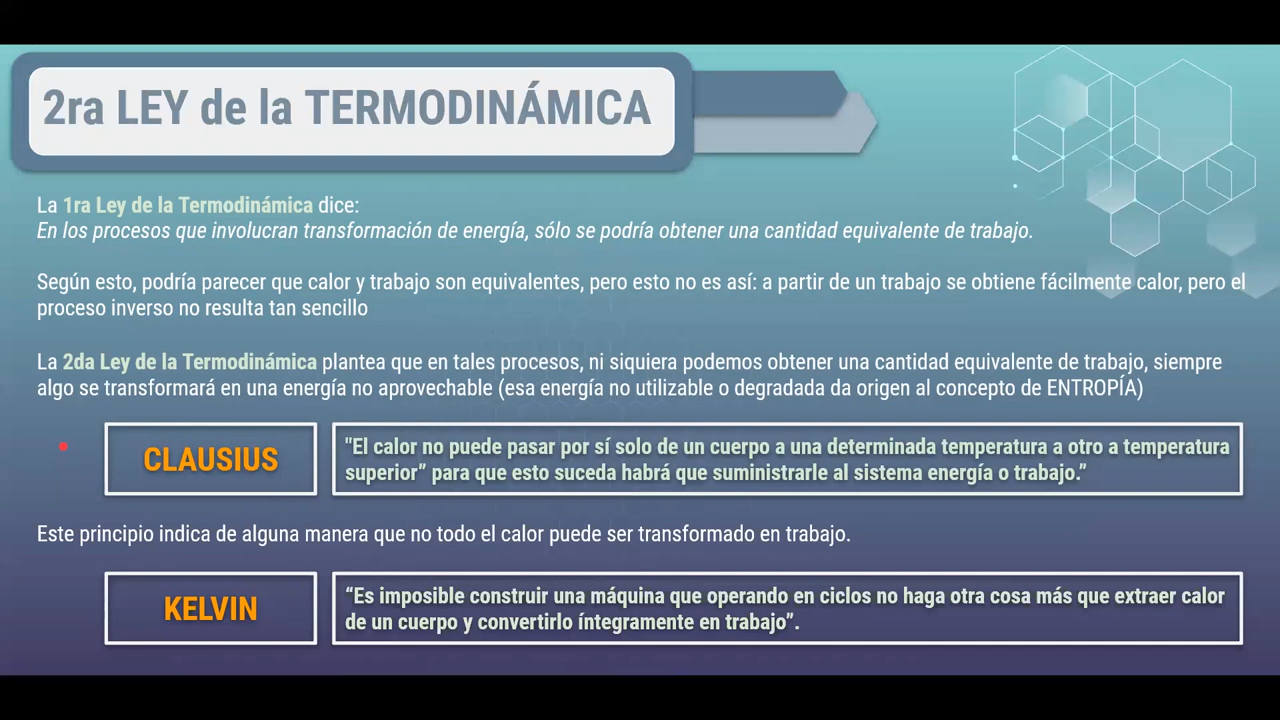 2ra LEY de la TERMODINÁMICA
La 1ra Ley de la Termodinámica dice:
En los procesos que involucran transformación de energía, sólo se podría obtener una cantidad equivalente de trabajo.
Según esto, podría parecer que calor y trabajo son equivalentes, pero esto no es así: a partir de un trabajo se obtiene fácilmente calor, pero el
proceso inverso no resulta tan sencillo
La 2da Ley de la Termodinámica plantea que en tales procesos, ni siquiera podemos obtener una cantidad equivalente de trabajo, siempre
algo se transformará en una energía no aprovechable (esa energía no utilizable o degradada da origen al concepto de ENTROPÍA)
CLAUSIUS
"El calor no puede pasar por sí solo de un cuerpo a una determinada temperatura a otro a temperatura
superior” para que esto suceda habrá que suministrarle al sistema energía o trabajo.”
Este principio indica de alguna manera que no todo el calor puede ser transformado en trabajo.
KELVIN
“Es imposible construir una máquina que operando en ciclos no haga otra cosa más que extraer calor
de un cuerpo y convertirlo íntegramente en trabajo”.